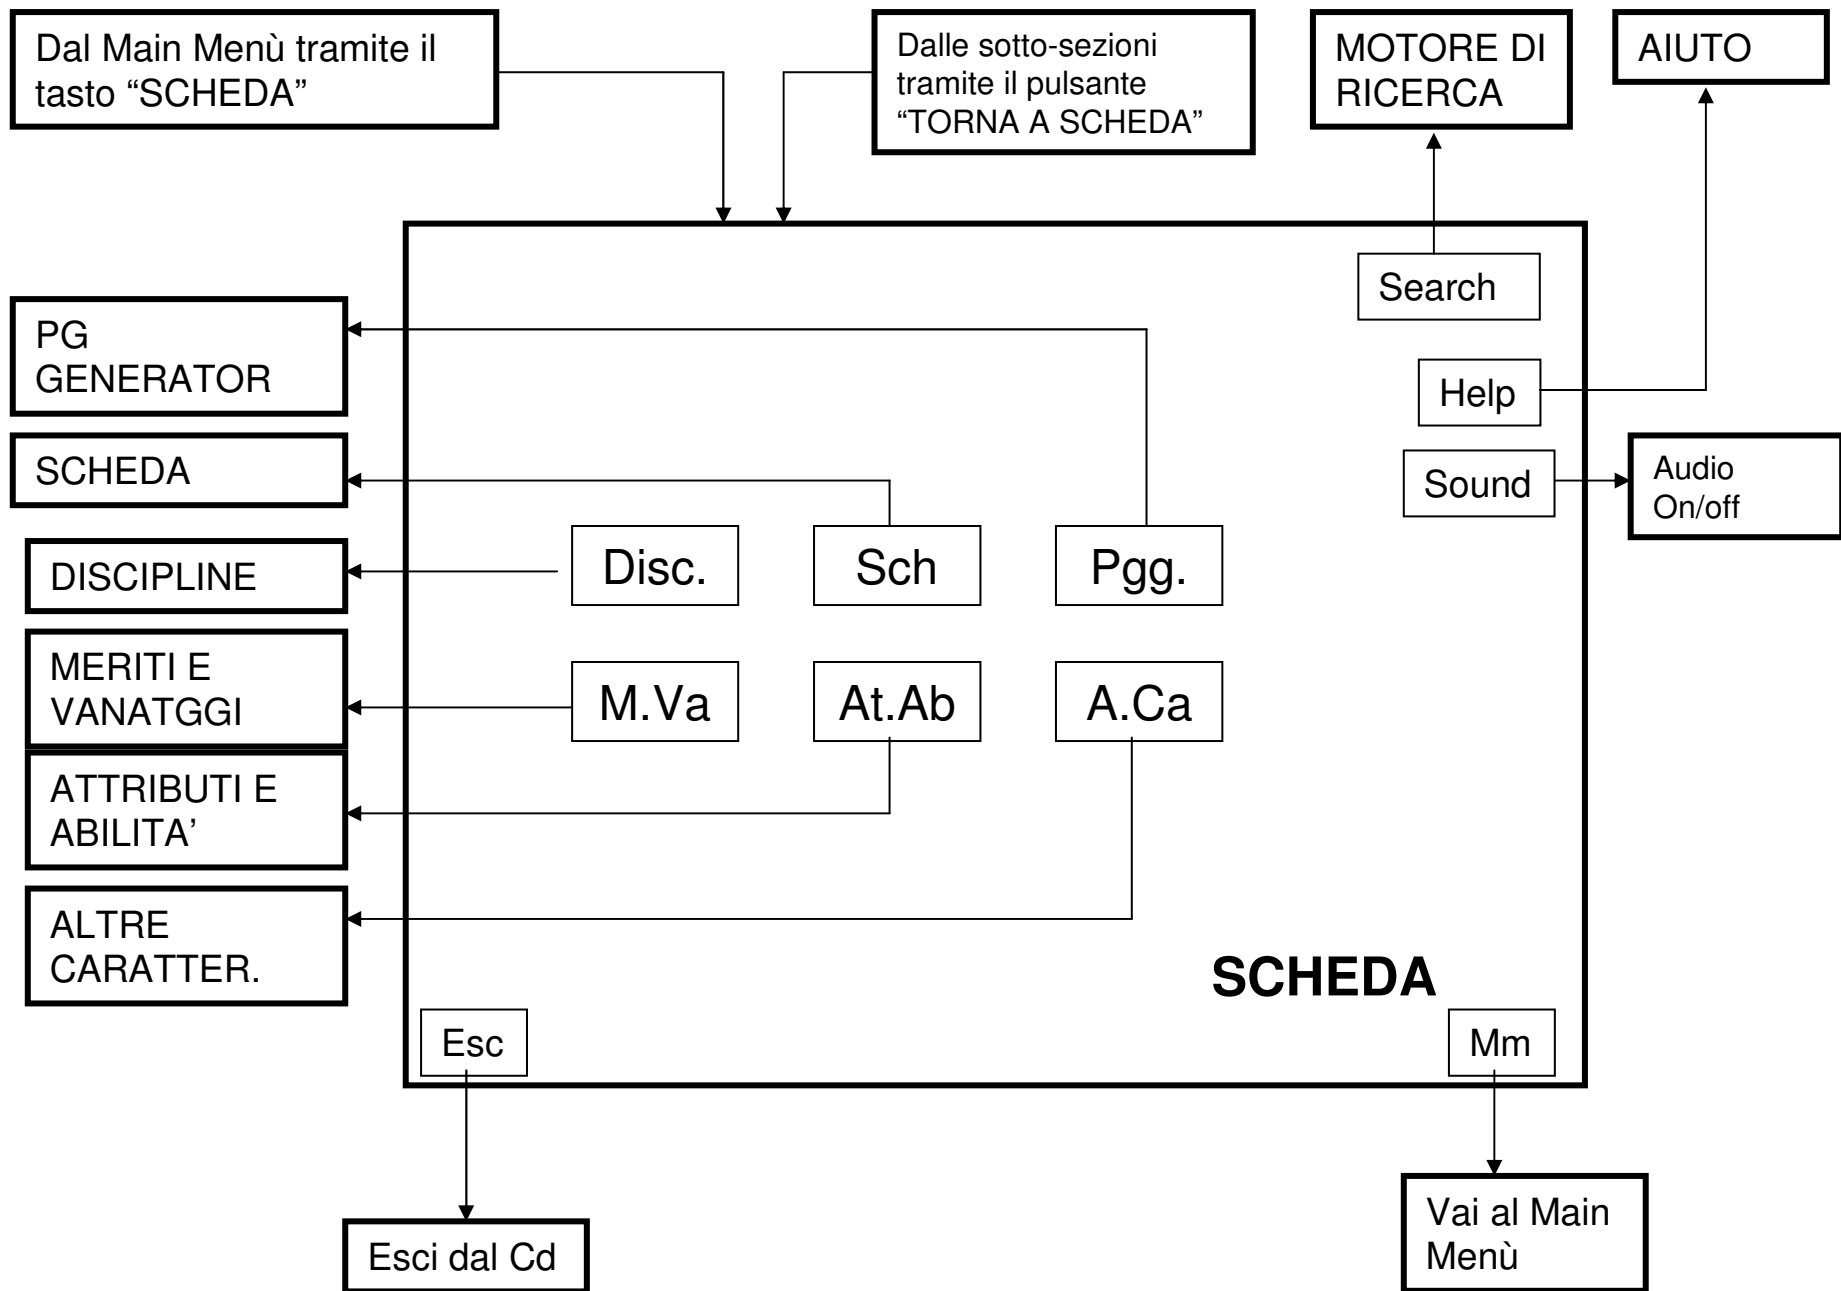 Dal Main Menù tramite il
tasto “SCHEDA”
Dalle sotto-sezioni
tramite il pulsante
“TORNA A SCHEDA”
MOTORE DI
RICERCA
AIUTO
Search
PG
GENERATOR
Help
SCHEDA
Sound
Audio
On/off
DISCIPLINE
Disc.
Sch
Pgg.
MERITI E
VANATGGI
M.Va
At.Ab
A.Ca
ATTRIBUTI E
ABILITA’
ALTRE
CARATTER.
SCHEDA
Esc
Mm
Esci dal Cd
Vai al Main
Menù